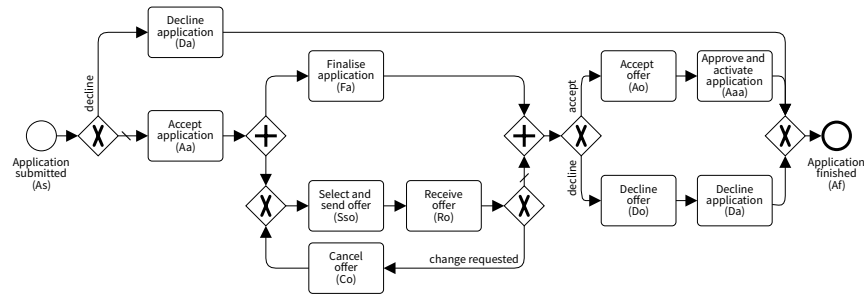 Decline
application
(Da)
Finalise
application
(Fa)
Accept
offer
(Ao)
Approve and
activate
application
(Aaa)
decline
accept
Accept
application
(Aa)
Application
submitted
(As)
Application
finished
(Af)
decline
Select and
send offer
(Sso)
Receive
offer
(Ro)
Decline
offer
(Do)
Decline
application
(Da)
Cancel
offer
(Co)
change requested